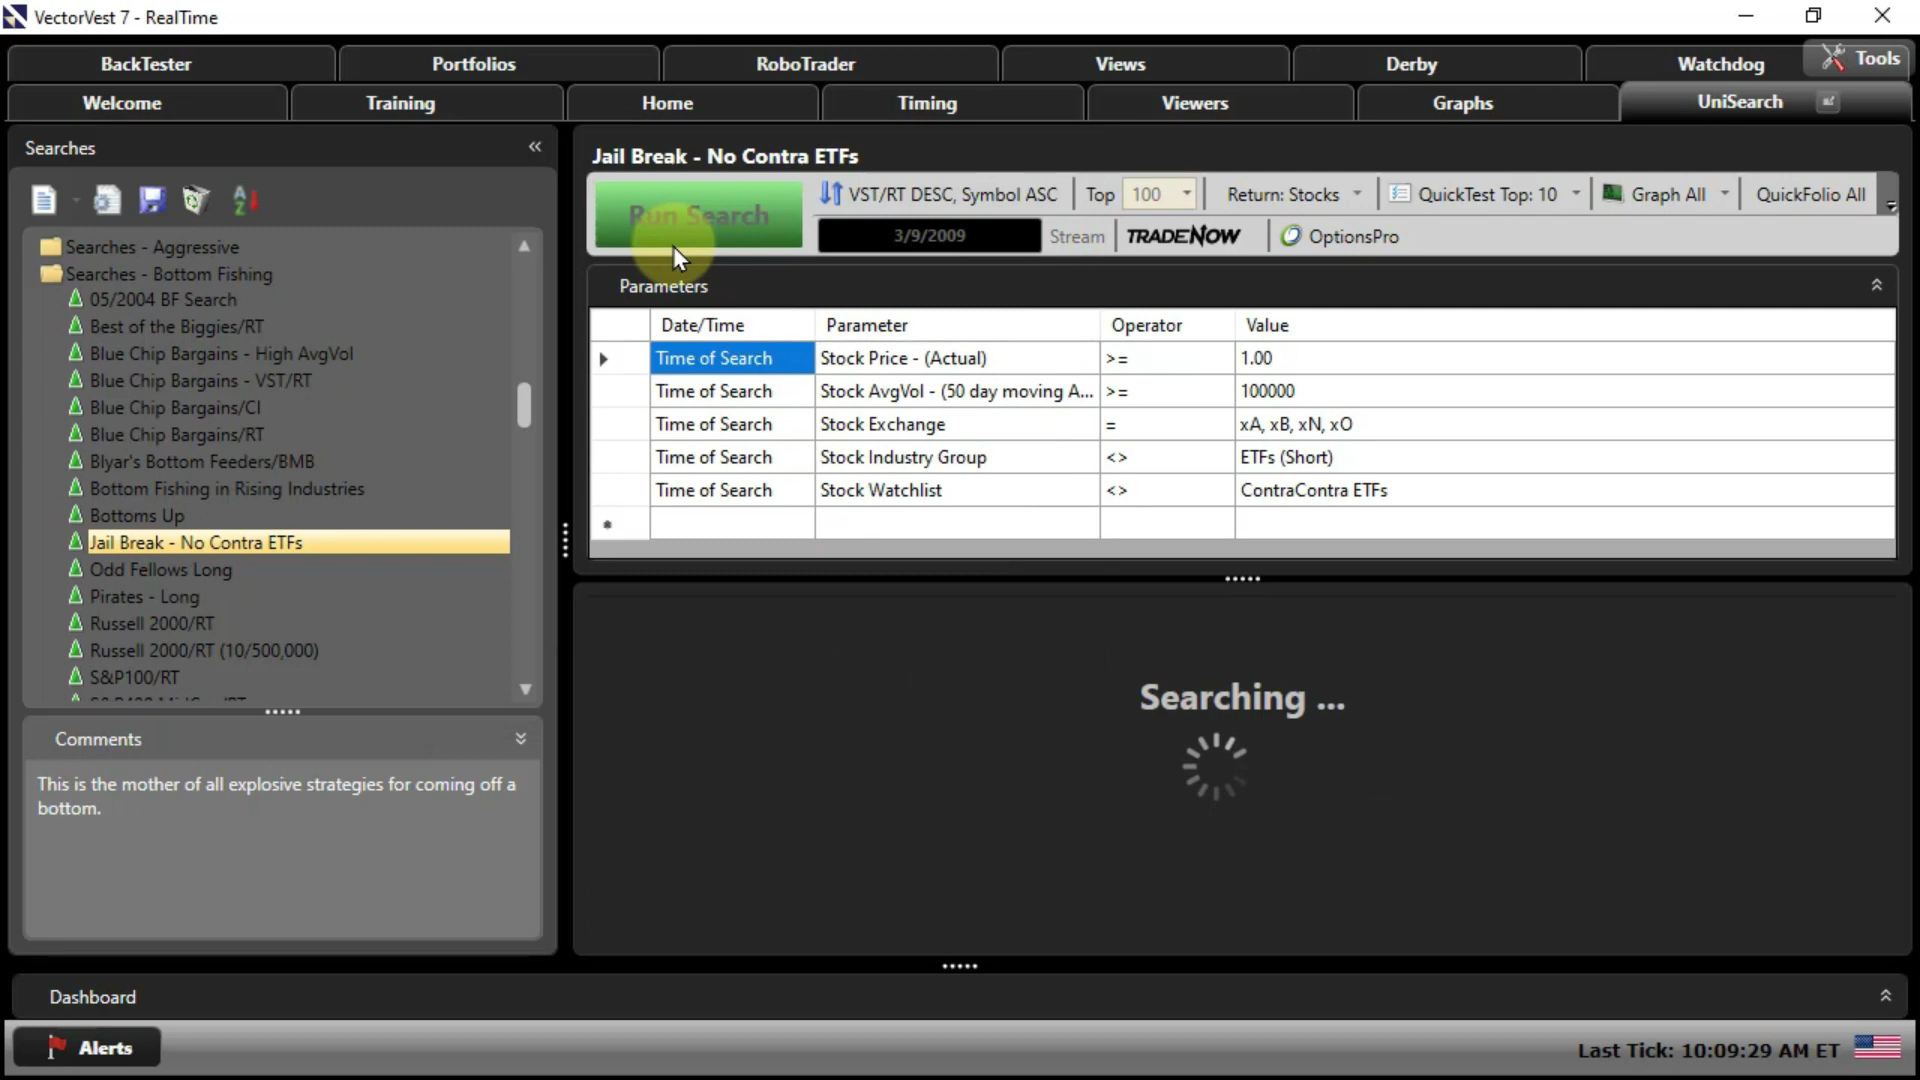 VectorVest 7 - RealTime
BackTester Portfolios RoboTrader Views Derby Watchdog Tools
Welcome Training Home Timing Viewers Graphs UniSearch
Searches
Searches - Aggressive
Searches - Bottom Fishing
05/2004 BF Search
Best of the Biggies/RT
Blue Chip Bargains - High AvgVol
Blue Chip Bargains - VST/RT
Blue Chip Bargains/CI
Blue Chip Bargains/RT
Blyar's Bottom Feeders/BMB
Bottom Fishing in Rising Industries
Bottoms Up
Jail Break - No Contra ETFs
Odd Fellows Long
Pirates - Long
Russell 2000/RT
Russell 2000/RT (10/500,000)
S&P100/RT
Comments
This is the mother of all explosive strategies for coming off a
bottom.
Jail Break - No Contra ETFs
Run Search
VST/RT DESC, Symbol ASC Top 100 Return: Stocks QuickTest Top: 10 Graph All QuickFolio All
3/9/2009 Stream TRADENOW OptionsPro
Parameters
Date/Time Parameter Operator Value
Time of Search Stock Price - (Actual) >= 1.00
Time of Search Stock AvgVol - (50 day moving A... >= 100000
Time of Search Stock Exchange = xA, xB, xN, xO
Time of Search Stock Industry Group <> ETFs (Short)
Time of Search Stock Watchlist <> ContraContra ETFs
Searching ...
Dashboard
Alerts
Last Tick: 10:09:29 AM ET